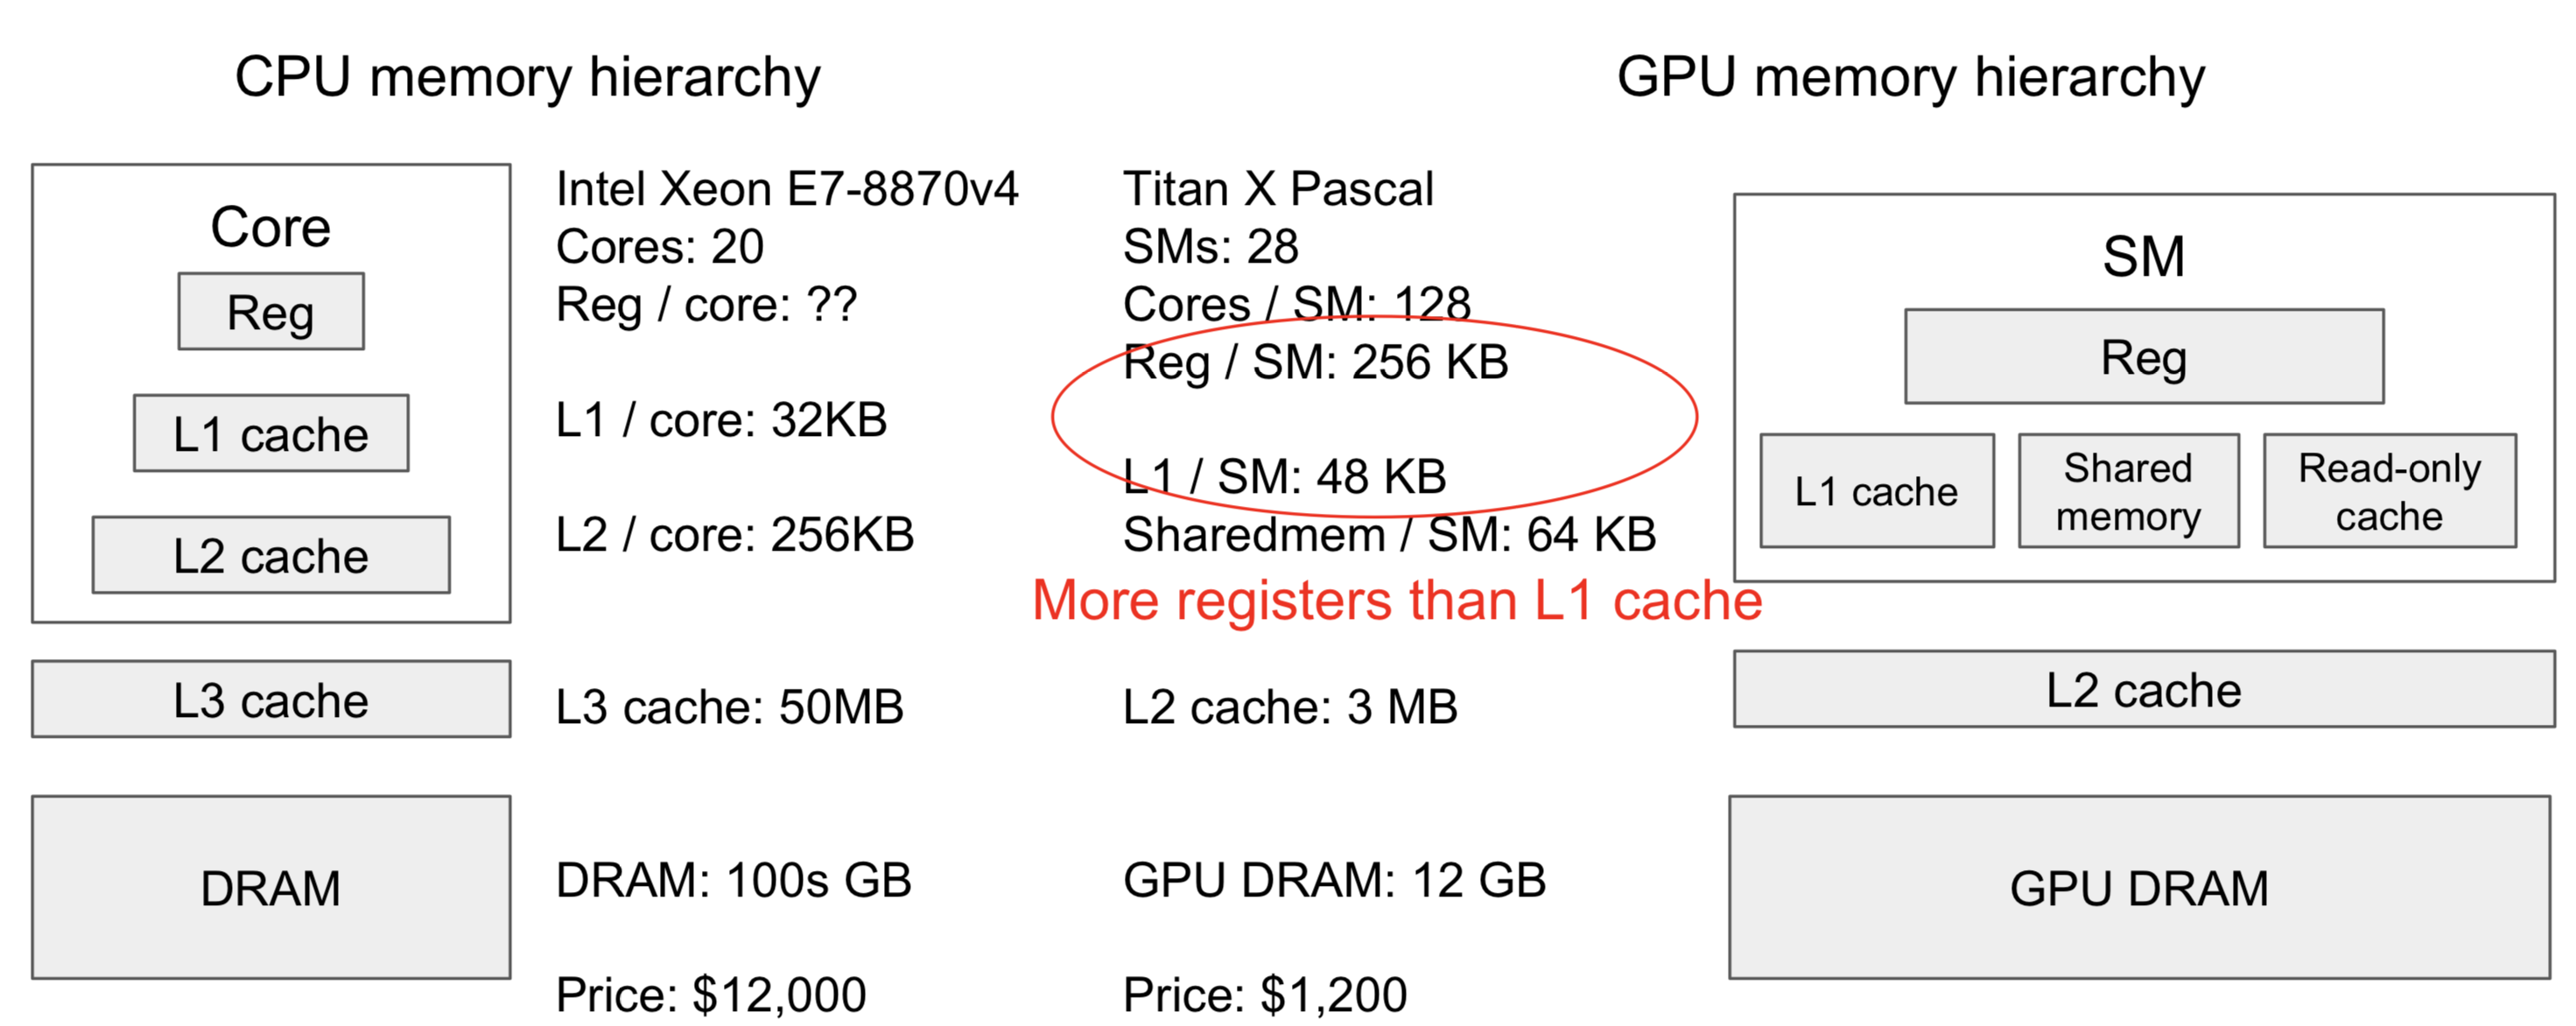 CPU memory hierarchy
GPU memory hierarchy
Core
Reg
L1 cache
L2 cache
L3 cache
DRAM
Intel Xeon E7-8870v4
Cores: 20
Reg / core: ??
L1 / core: 32KB
L2 / core: 256KB
L3 cache: 50MB
DRAM: 100s GB
Price: $12,000
Titan X Pascal
SMs: 28
Cores / SM: 128
Reg / SM: 256 KB
L1 / SM: 48 KB
Sharedmem / SM: 64 KB
More registers than L1 cache
L2 cache: 3 MB
GPU DRAM: 12 GB
Price: $1,200
SM
Reg
L1 cache
Shared
memory
Read-only
cache
L2 cache
GPU DRAM